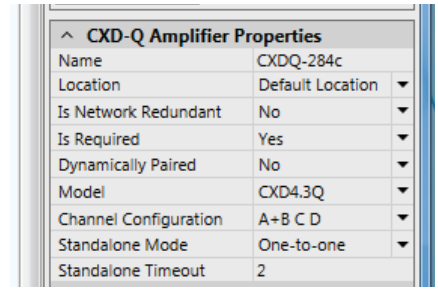 CXD-Q Amplifier Properties
Name CXDQ-284c
Location Default Location
Is Network Redundant No
Is Required Yes
Dynamically Paired No
Model CXD4.3Q
Channel Configuration A+B C D
Standalone Mode One-to-one
Standalone Timeout 2